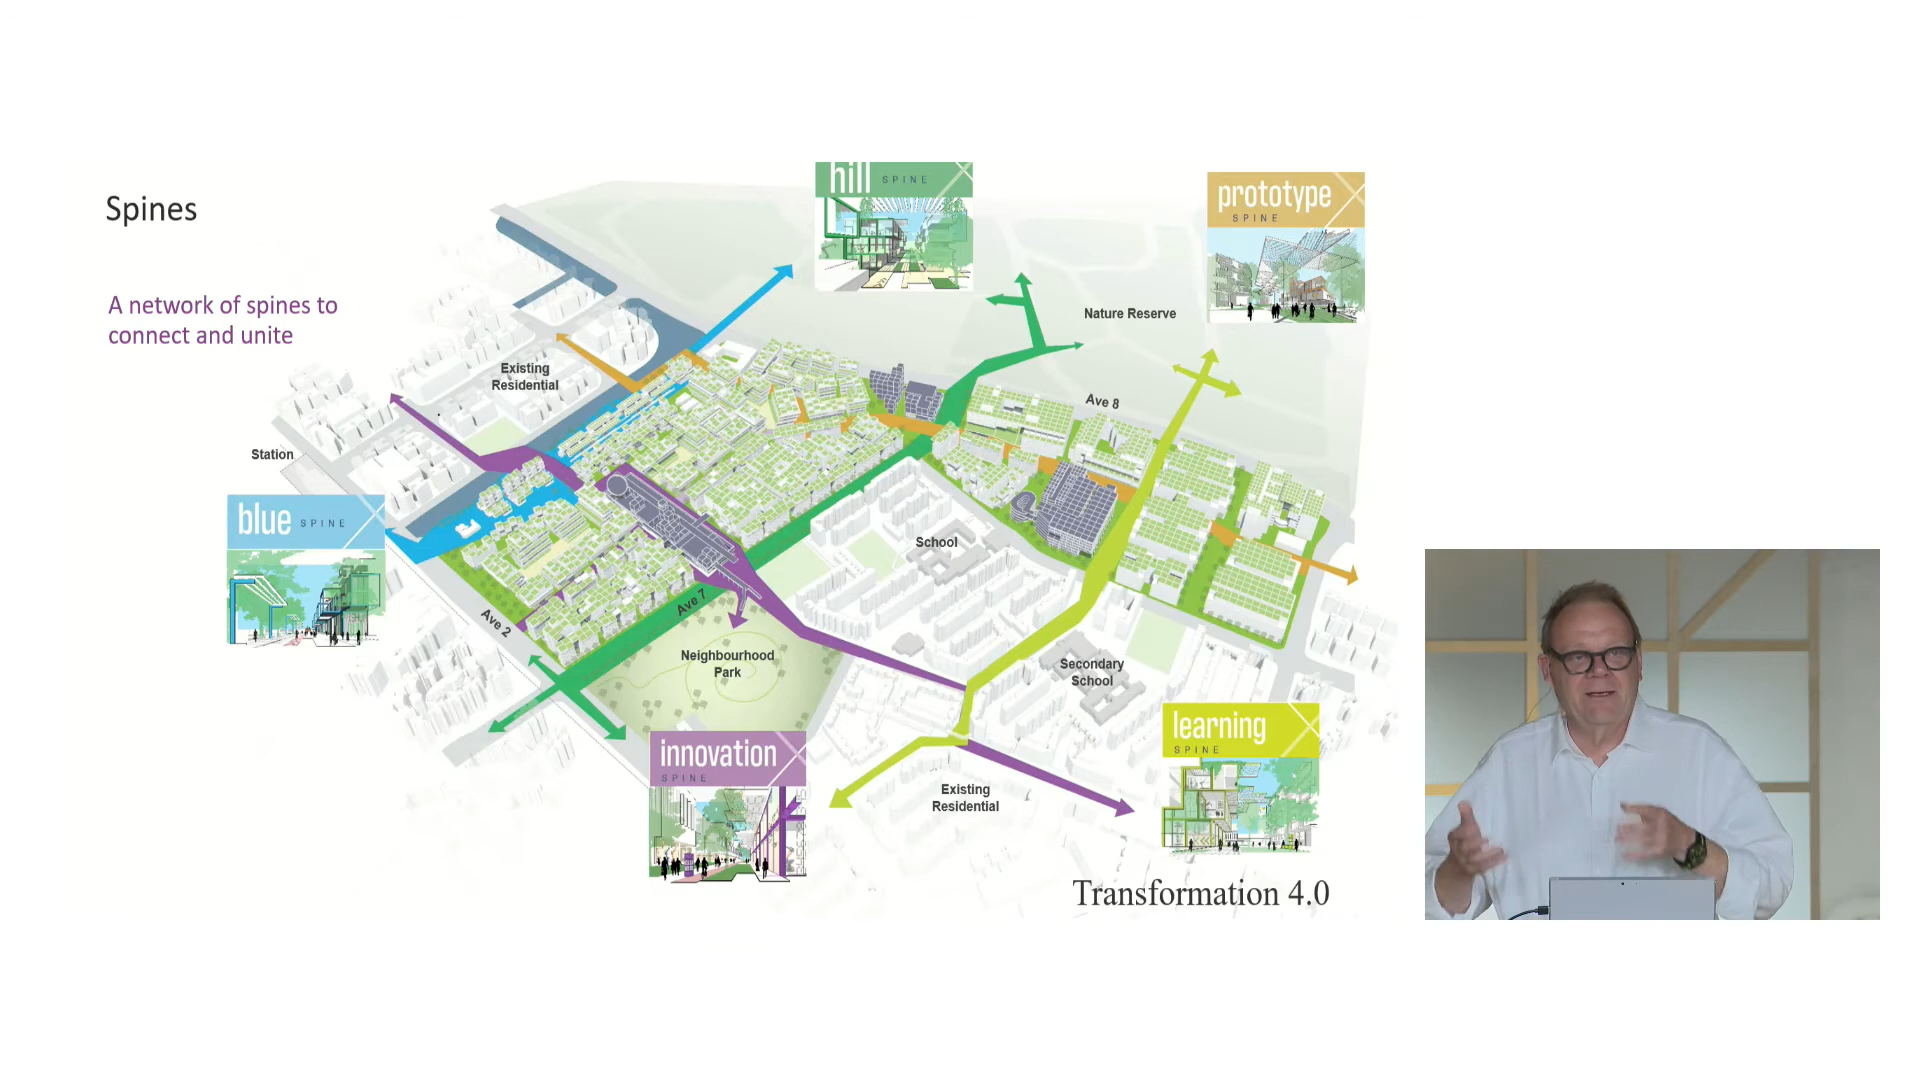 Spines
A network of spines to
connect and unite
hill SPINE
prototype
SPINE
Nature Reserve
Existing
Residential
Ave 8
Station
blue SPINE
School
Ave 7
Ave 2
Neighbourhood
Park
Secondary
School
learning
SPINE
innovation
SPINE
Existing
Residential
Transformation 4.0